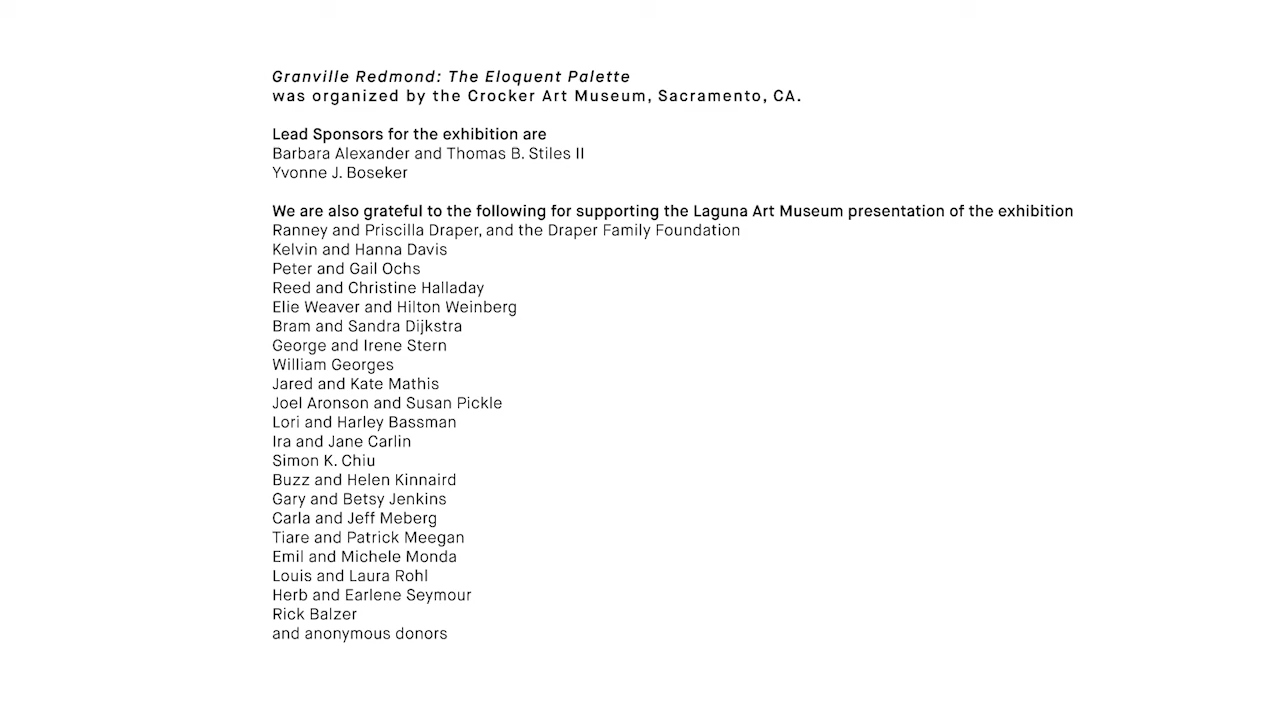 Granville Redmond: The Eloquent Palette
was organized by the Crocker Art Museum, Sacramento, CA.
Lead Sponsors for the exhibition are
Barbara Alexander and Thomas B. Stiles II
Yvonne J. Boseker
We are also grateful to the following for supporting the Laguna Art Museum presentation of the exhibition
Ranney and Priscilla Draper, and the Draper Family Foundation
Kelvin and Hanna Davis
Peter and Gail Ochs
Reed and Christine Halladay
Elie Weaver and Hilton Weinberg
Bram and Sandra Dijkstra
George and Irene Stern
William Georges
Jared and Kate Mathis
Joel Aronson and Susan Pickle
Lori and Harley Bassman
Ira and Jane Carlin
Simon K. Chiu
Buzz and Helen Kinnaird
Gary and Betsy Jenkins
Carla and Jeff Meberg
Tiare and Patrick Meegan
Emil and Michele Monda
Louis and Laura Rohl
Herb and Earlene Seymour
Rick Balzer
and anonymous donors